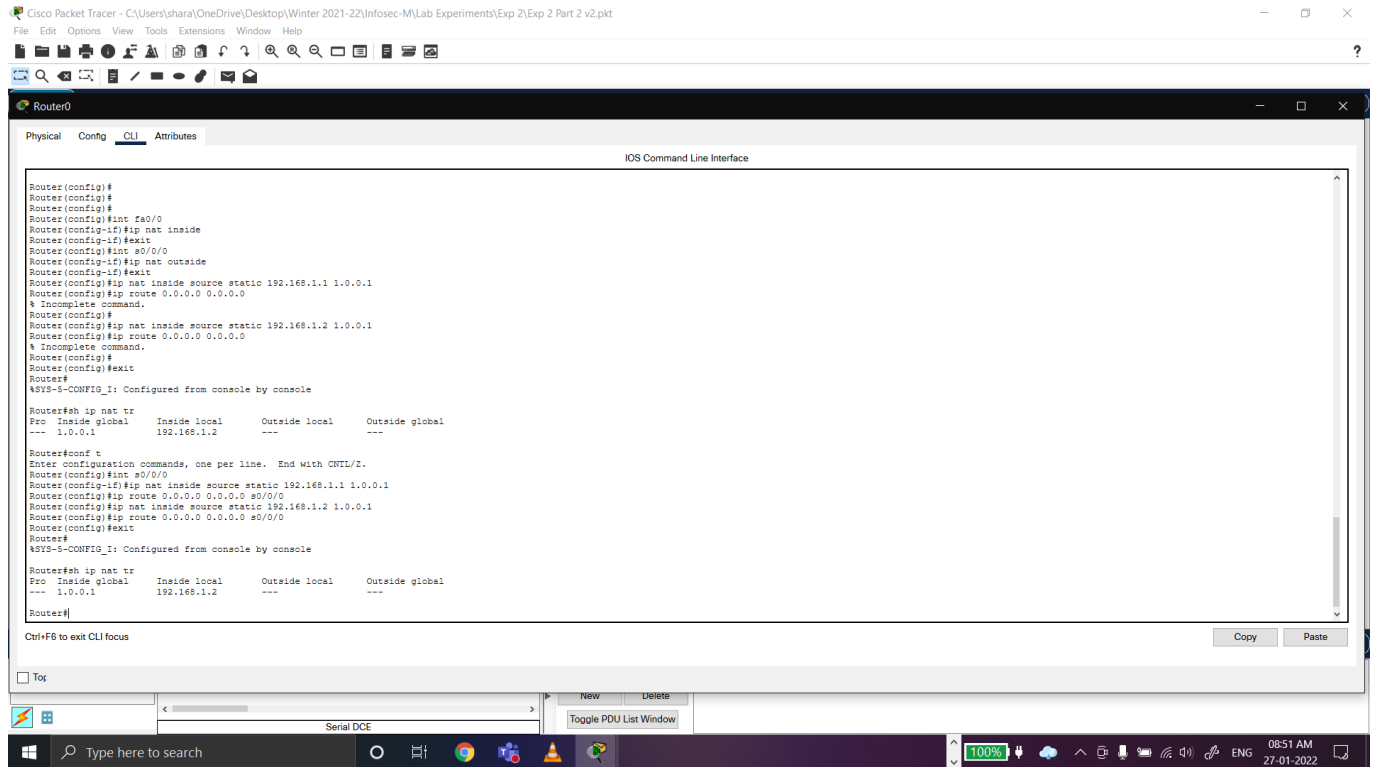 Cisco Packet Tracer - C:\Users\shara\OneDrive\Desktop\Winter 2021-22\Infosec-M\Lab Experiments\Exp 2\Exp 2 Part 2 v2.pkt
File Edit Options View Tools Extensions Window Help
?
Router0
Physical Config CLI Attributes
IOS Command Line Interface
Router(config)#
Router(config)#
Router(config)#
Router(config)#int fa0/0
Router(config-if)#ip nat inside
Router(config-if)#exit
Router(config)#int s0/0/0
Router(config-if)#ip nat outside
Router(config-if)#exit
Router(config)#ip nat inside source static 192.168.1.1 1.0.0.1
Router(config)#ip route 0.0.0.0 0.0.0.0
% Incomplete command.
Router(config)#
Router(config)#ip nat inside source static 192.168.1.2 1.0.0.1
Router(config)#ip route 0.0.0.0 0.0.0.0
% Incomplete command.
Router(config)#
Router(config)#exit
Router#
%SYS-5-CONFIG_I: Configured from console by console
Router#sh ip nat tr
Pro Inside global Inside local Outside local Outside global
--- 1.0.0.1 192.168.1.2 --- ---
Router#conf t
Enter configuration commands, one per line. End with CNTL/Z.
Router(config)#int s0/0/0
Router(config-if)#ip nat inside source static 192.168.1.1 1.0.0.1
Router(config)#ip route 0.0.0.0 0.0.0.0 s0/0/0
Router(config)#ip nat inside source static 192.168.1.2 1.0.0.1
Router(config)#ip route 0.0.0.0 0.0.0.0 s0/0/0
Router(config)#exit
Router#
%SYS-5-CONFIG_I: Configured from console by console
Router#sh ip nat tr
Pro Inside global Inside local Outside local Outside global
--- 1.0.0.1 192.168.1.2 --- ---
Router#
Ctrl+F6 to exit CLI focus
Copy Paste
Top
New Delete
Serial DCE
Toggle PDU List Window
Type here to search
100%
ENG
08:51 AM
27-01-2022